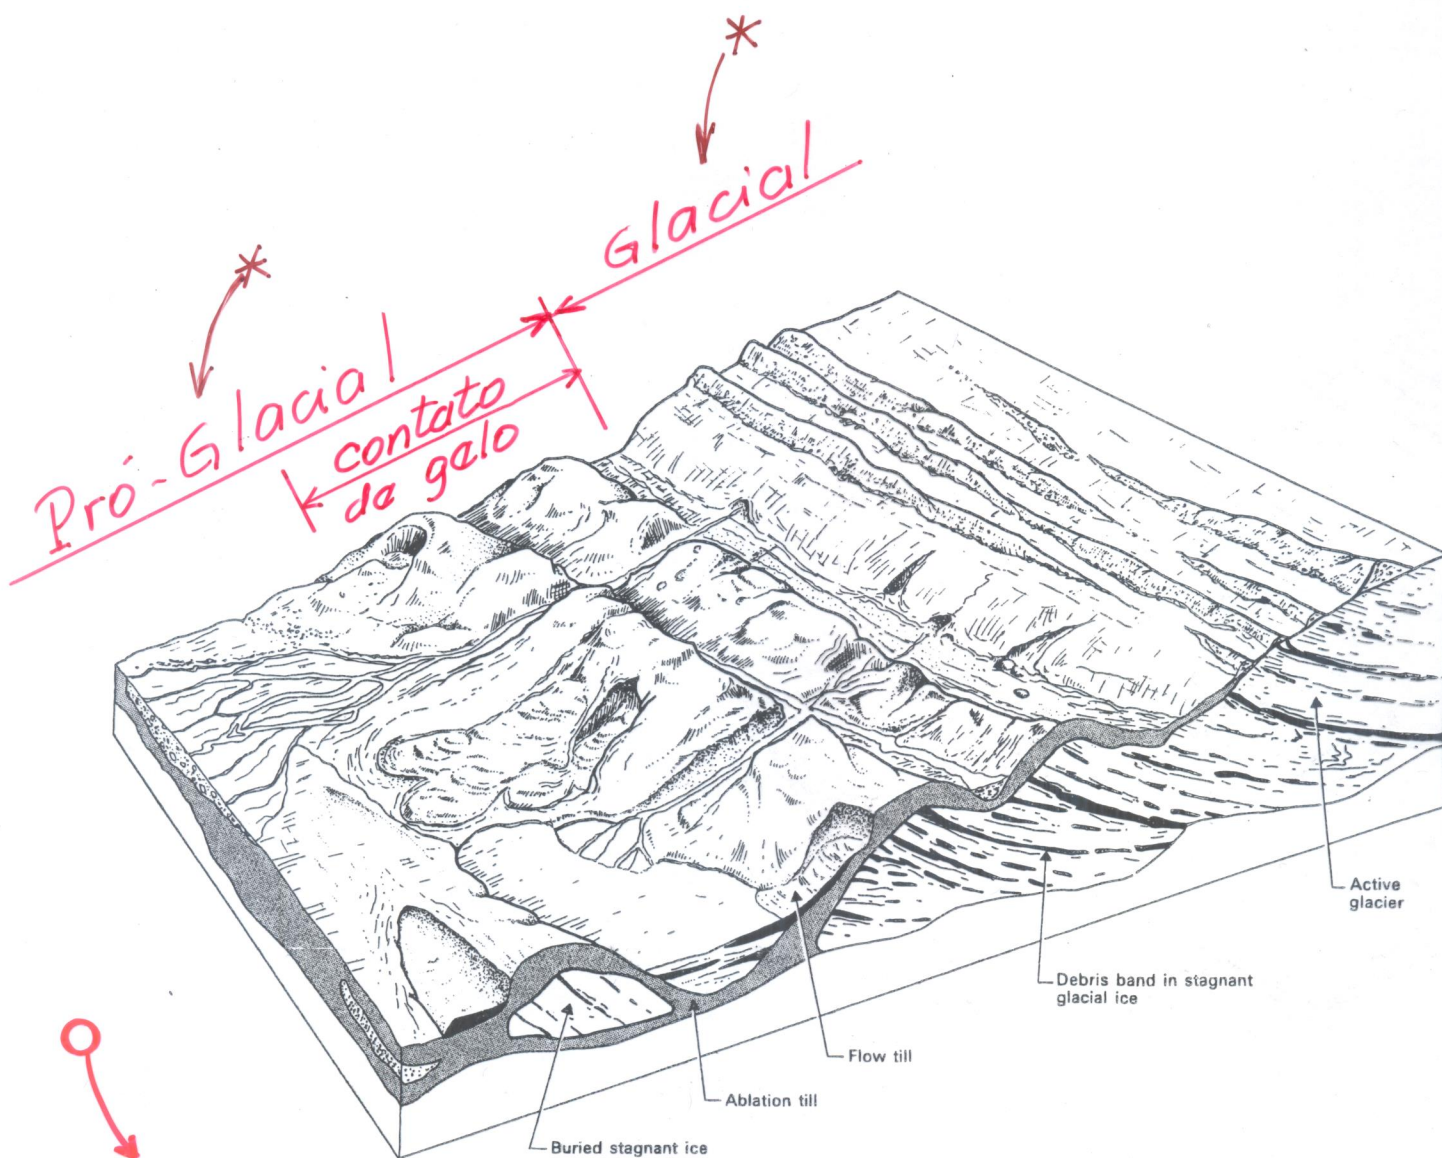 Glacial
Pró-Glacial
contato
de gelo
Active
glacier
Debris band in stagnant
glacial ice
Flow till
Ablation till
Buried stagnant ice